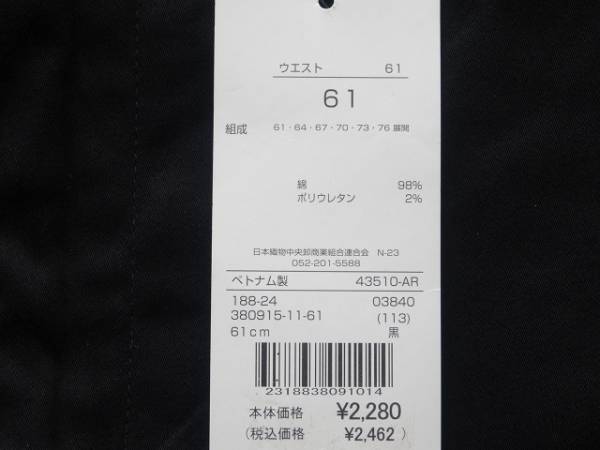 ウエスト 61
61
組成 61・64・67・70・73・76 展開
綿 98%
ポリウレタン 2%
日本織物中央卸商業組合連合会 N-23
052-201-5588
ベトナム製 43510-AR
188-24 03840
380915-11-61 (113)
61cm 黒
2318838091014
本体価格 ¥2,280
(税込価格 ¥2,462 )